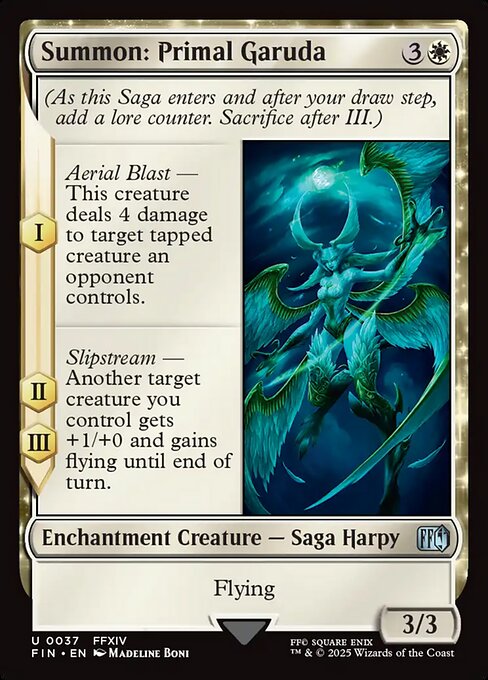 Summon: Primal Garuda 3
(As this Saga enters and after your draw step,
add a lore counter. Sacrifice after III.)
I
Aerial Blast —
This creature
deals 4 damage
to target tapped
creature an
opponent
controls.
II
III
Slipstream —
Another target
creature you
control gets
+1/+0 and gains
flying until end of
turn.
Enchantment Creature — Saga Harpy
FF
Flying
3/3
U 0037 FFXIV
FIN • EN Madeline Boni
FF© SQUARE ENIX
™ & © 2025 Wizards of the Coast